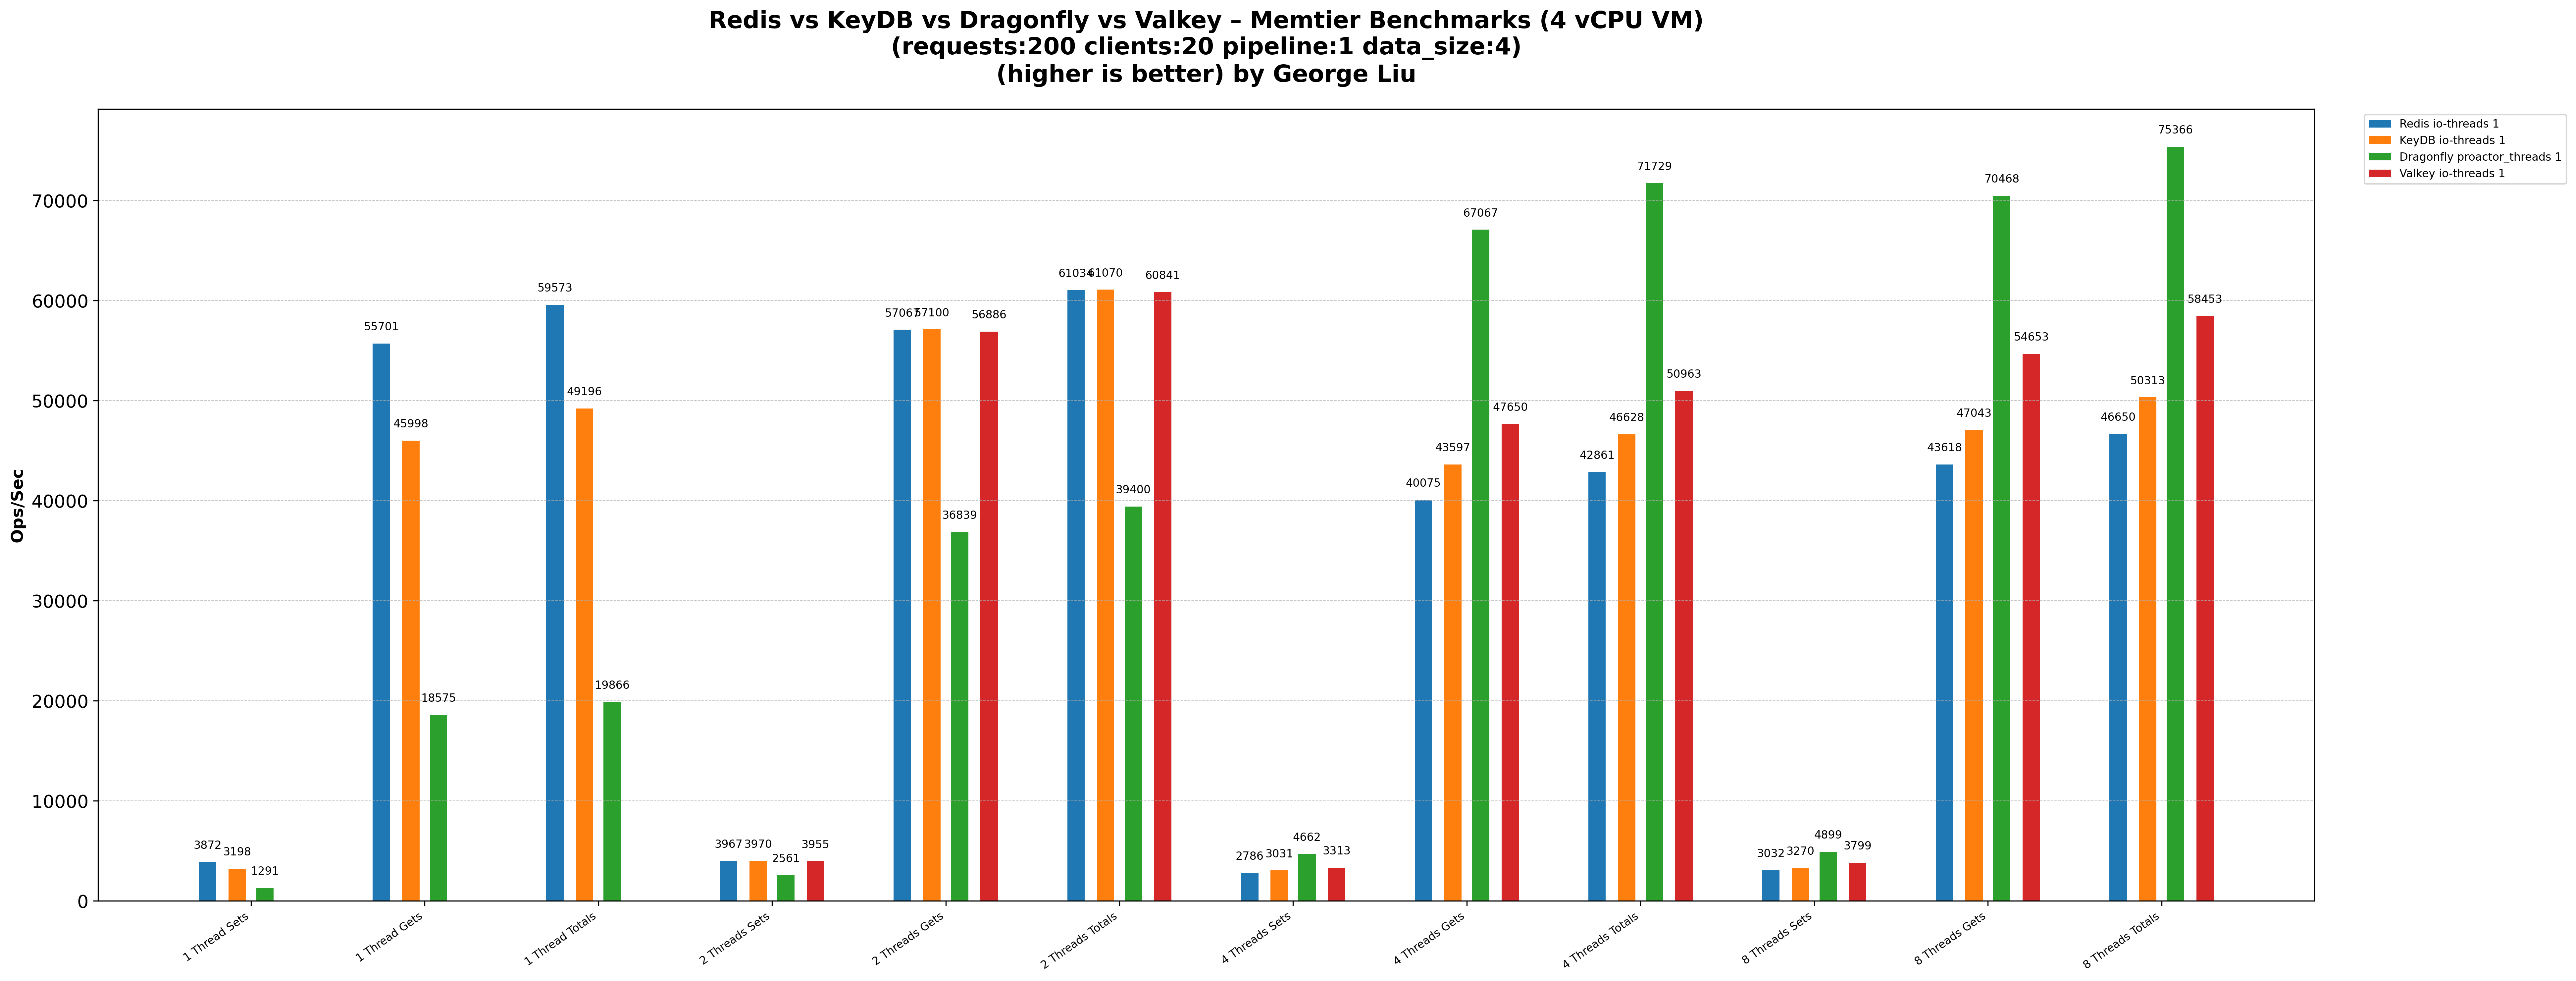 Redis vs KeyDB vs Dragonfly vs Valkey – Memtier Benchmarks (4 vCPU VM)
(requests:200 clients:20 pipeline:1 data_size:4)
(higher is better) by George Liu
Redis io-threads 1
KeyDB io-threads 1
Dragonfly proactor_threads 1
Valkey io-threads 1
Ops/Sec
70000
60000
50000
40000
30000
20000
10000
0
3872
3198
1291
55701
45998
18575
59573
49196
19866
3967
3970
2561
3955
57067
57100
36839
56886
61034
61070
39400
60841
2786
3031
4662
3313
40075
43597
67067
47650
42861
46628
71729
50963
3032
3270
4899
3799
43618
47043
70468
54653
46650
50313
75366
58453
1 Thread Sets
1 Thread Gets
1 Thread Totals
2 Threads Sets
2 Threads Gets
2 Threads Totals
4 Threads Sets
4 Threads Gets
4 Threads Totals
8 Threads Sets
8 Threads Gets
8 Threads Totals